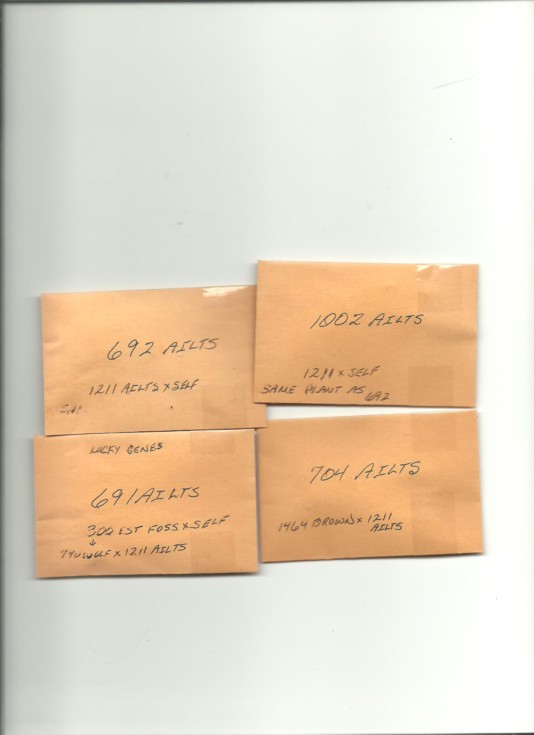 692 AILTS
1211 AILTS x SELF
1002 AILTS
1211 x SELF
SAME PLANT AS
692
LUCKY GENES
691 AILTS
302 EST FOSS x SELF
↓
740 WOLF x 1211 AILTS
704 AILTS
1464 BROWN x 1211
AILTS